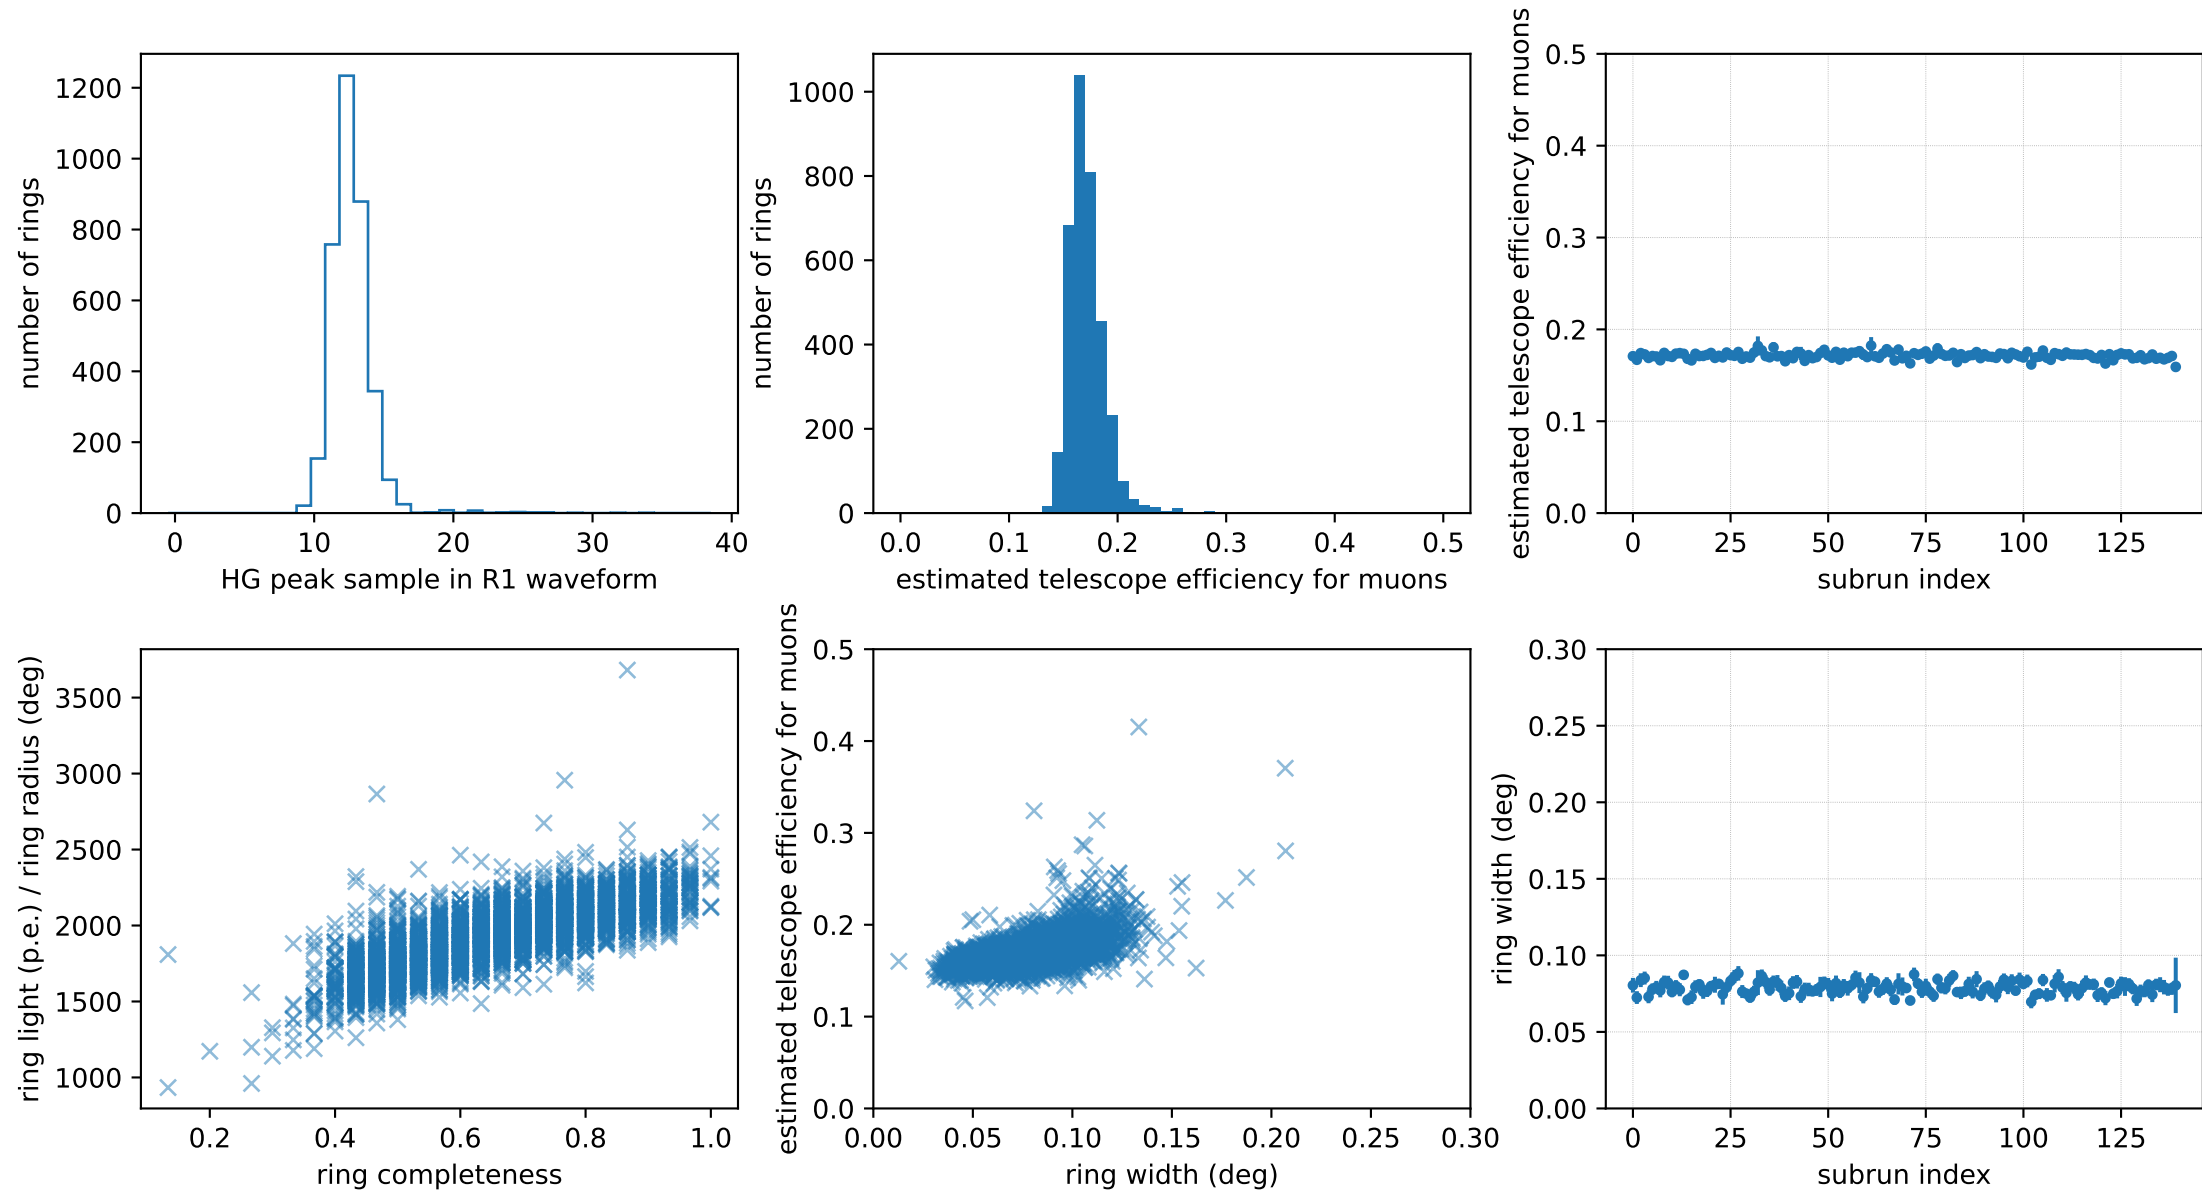 number of rings
1200
1000
800
600
400
200
0
0 10 20 30 40
HG peak sample in R1 waveform
number of rings
1000
800
600
400
200
0
0.0 0.1 0.2 0.3 0.4 0.5
estimated telescope efficiency for muons
estimated telescope efficiency for muons
0.5
0.4
0.3
0.2
0.1
0.0
0 25 50 75 100 125
subrun index
ring light (p.e.) / ring radius (deg)
3500
3000
2500
2000
1500
1000
0.2 0.4 0.6 0.8 1.0
ring completeness
estimated telescope efficiency for muons
0.5
0.4
0.3
0.2
0.1
0.0
0.00 0.05 0.10 0.15 0.20 0.25 0.30
ring width (deg)
ring width (deg)
0.30
0.25
0.20
0.15
0.10
0.05
0.00
0 25 50 75 100 125
subrun index